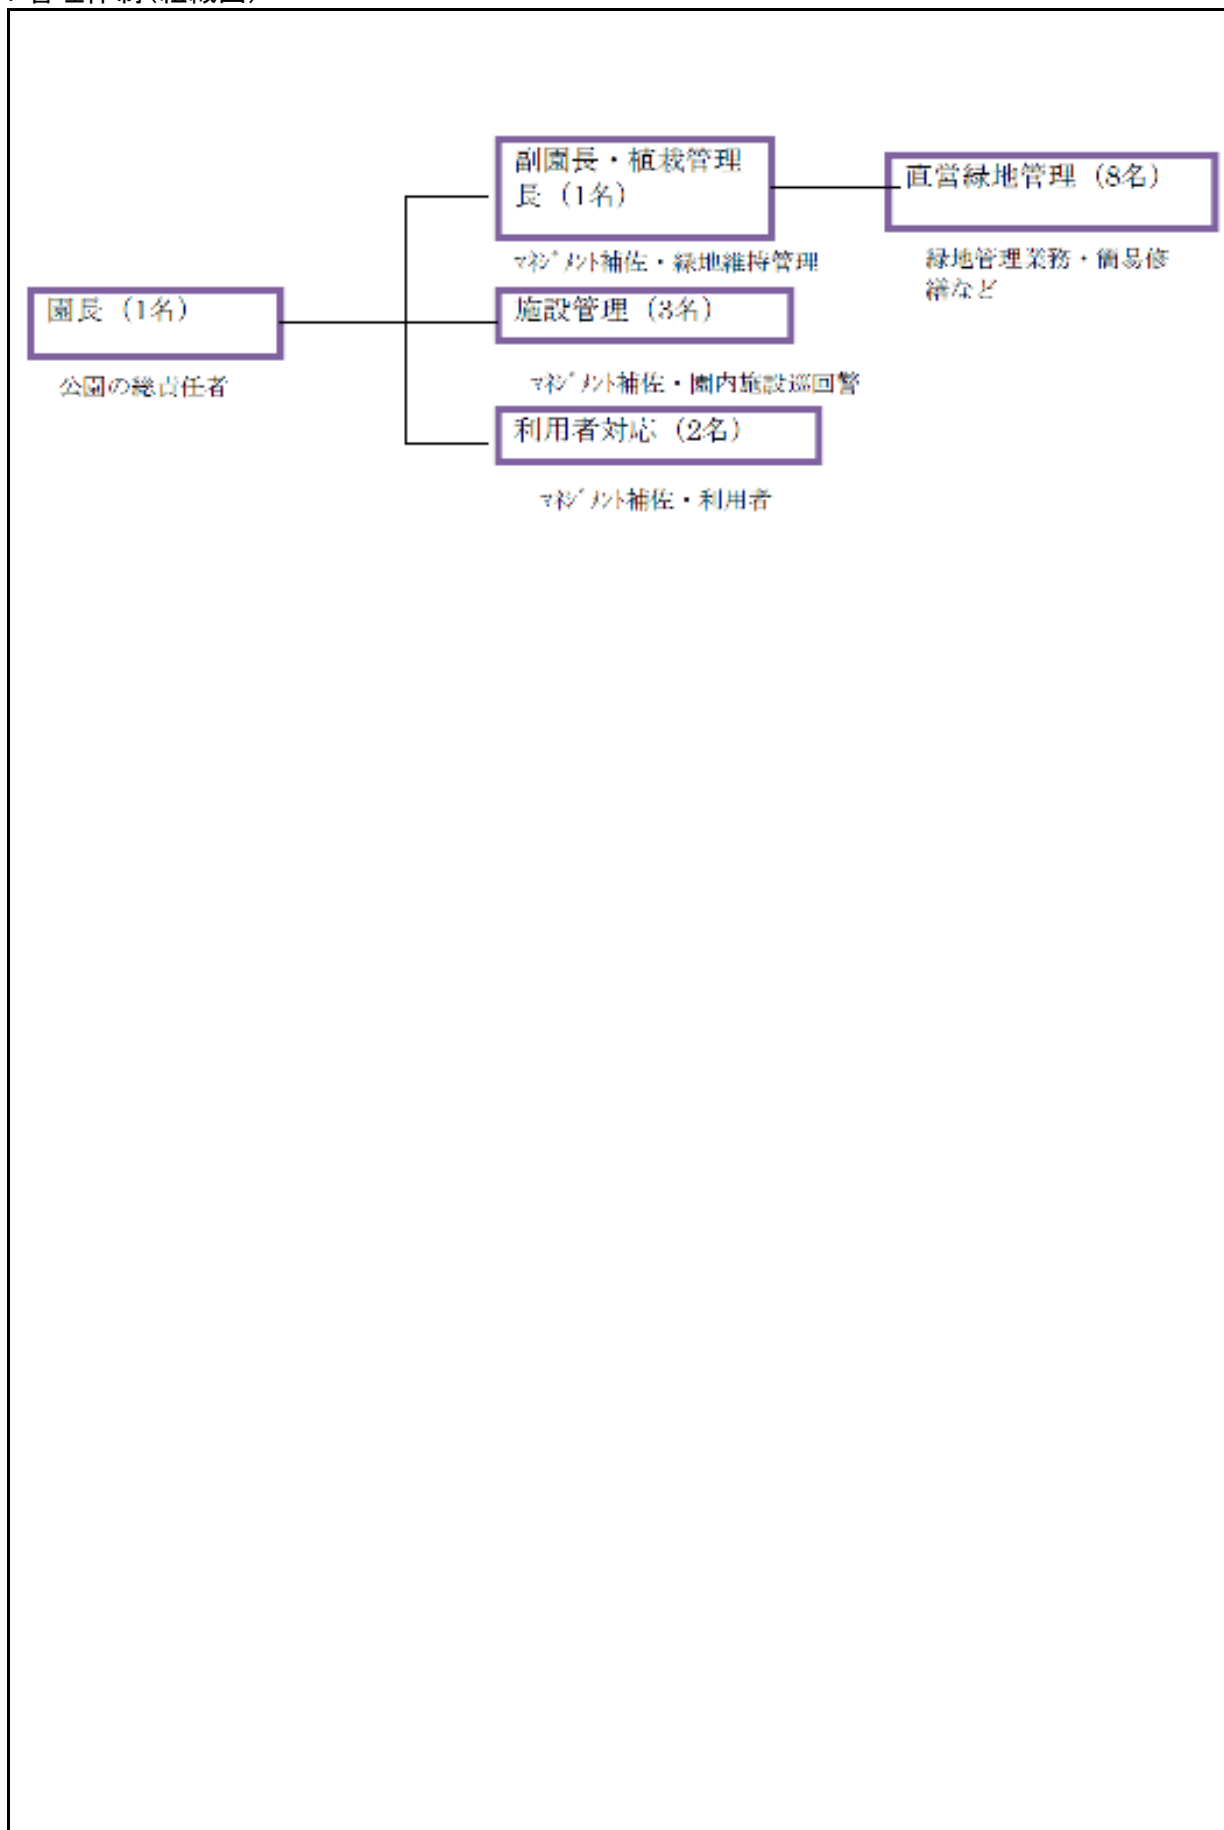 副園長・植栽管理
長（1名）
直営緑地管理（8名）
ﾏﾈｼﾞﾒﾝﾄ補佐・緑地維持管理
緑地管理業務・簡易修
繕など
園長（1名）
施設管理（3名）
公園の総責任者
ﾏﾈｼﾞﾒﾝﾄ補佐・園内施設巡回警
利用者対応（2名）
ﾏﾈｼﾞﾒﾝﾄ補佐・利用者